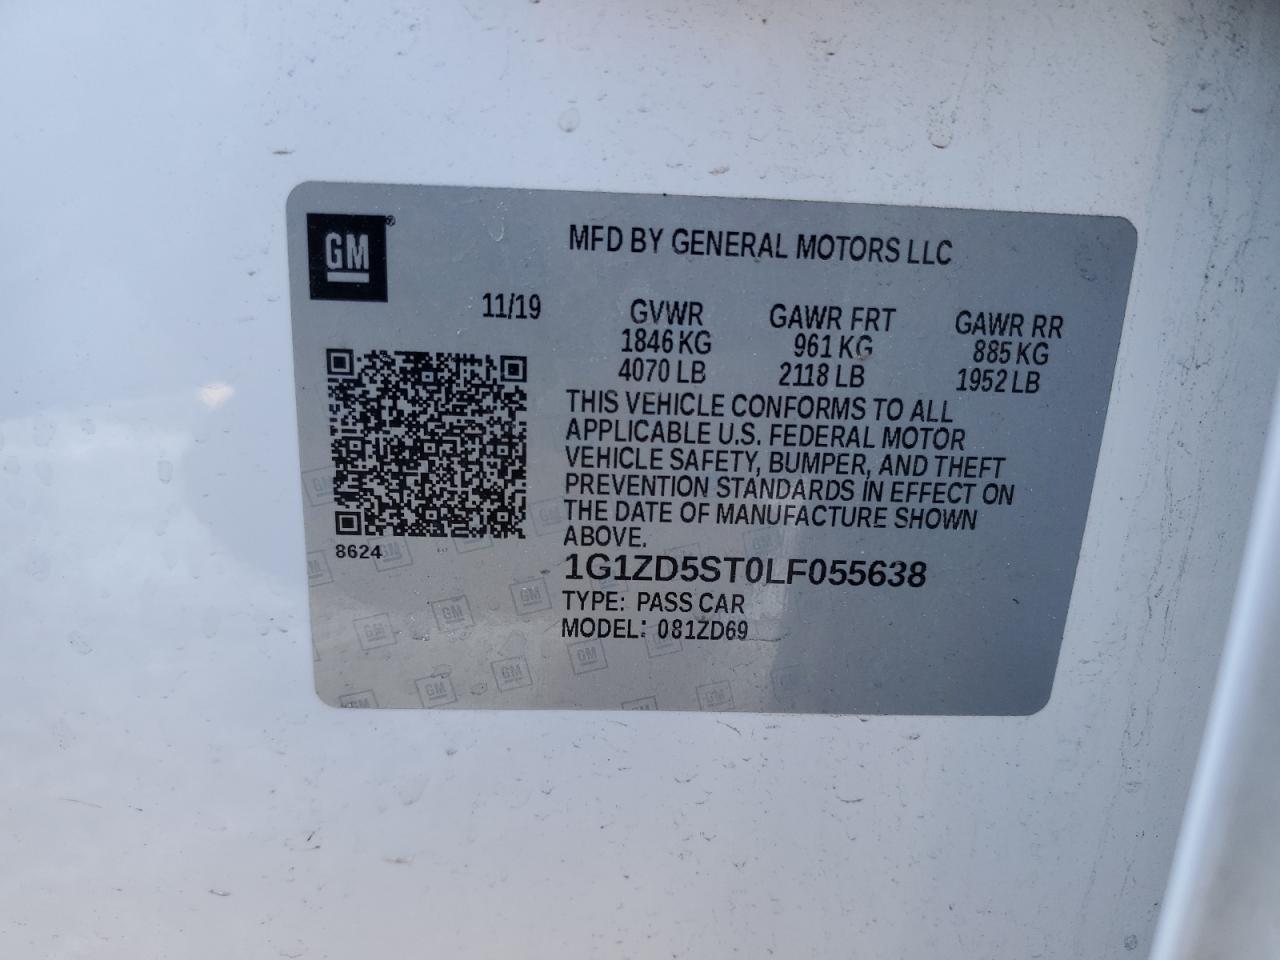 GM
MFD BY GENERAL MOTORS LLC
11/19
GVWR GAWR FRT GAWR RR
1846 KG 961 KG 885 KG
4070 LB 2118 LB 1952 LB
THIS VEHICLE CONFORMS TO ALL
APPLICABLE U.S. FEDERAL MOTOR
VEHICLE SAFETY, BUMPER, AND THEFT
PREVENTION STANDARDS IN EFFECT ON
THE DATE OF MANUFACTURE SHOWN
ABOVE.
8624
1G1ZD5ST0LF055638
TYPE: PASS CAR
MODEL: 081ZD69